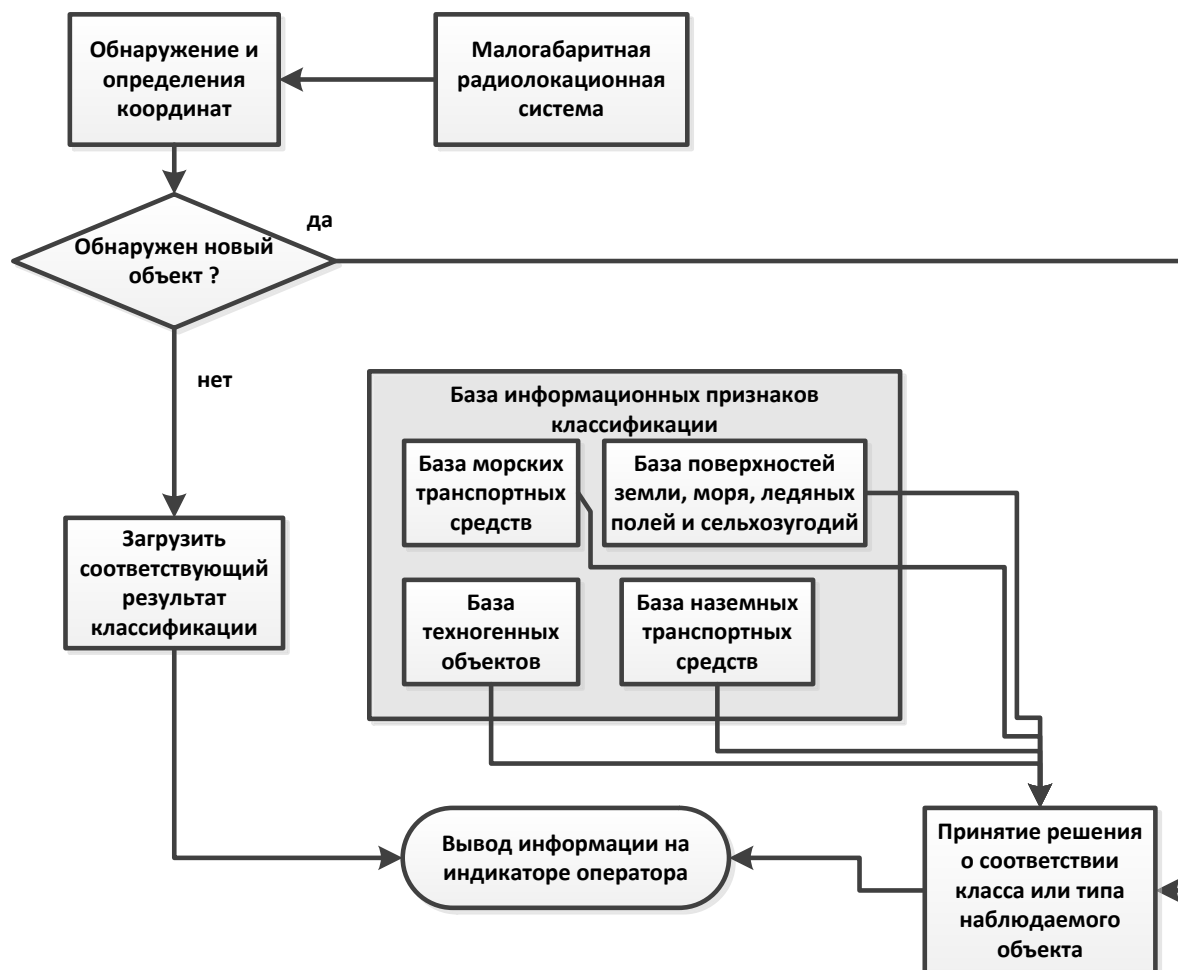 Обнаружение и
определения
координат
Малогабаритная
радиолокационная
система
да
Обнаружен новый
объект ?
нет
База информационных признаков
классификации
База морских
транспортных
средств
База поверхностей
земли, моря, ледяных
полей и сельхозугодий
Загрузить
соответствующий
результат
классификации
База
техногенных
объектов
База наземных
транспортных
средств
Вывод информации на
индикаторе оператора
Принятие решения
о соответствии
класса или типа
наблюдаемого
объекта